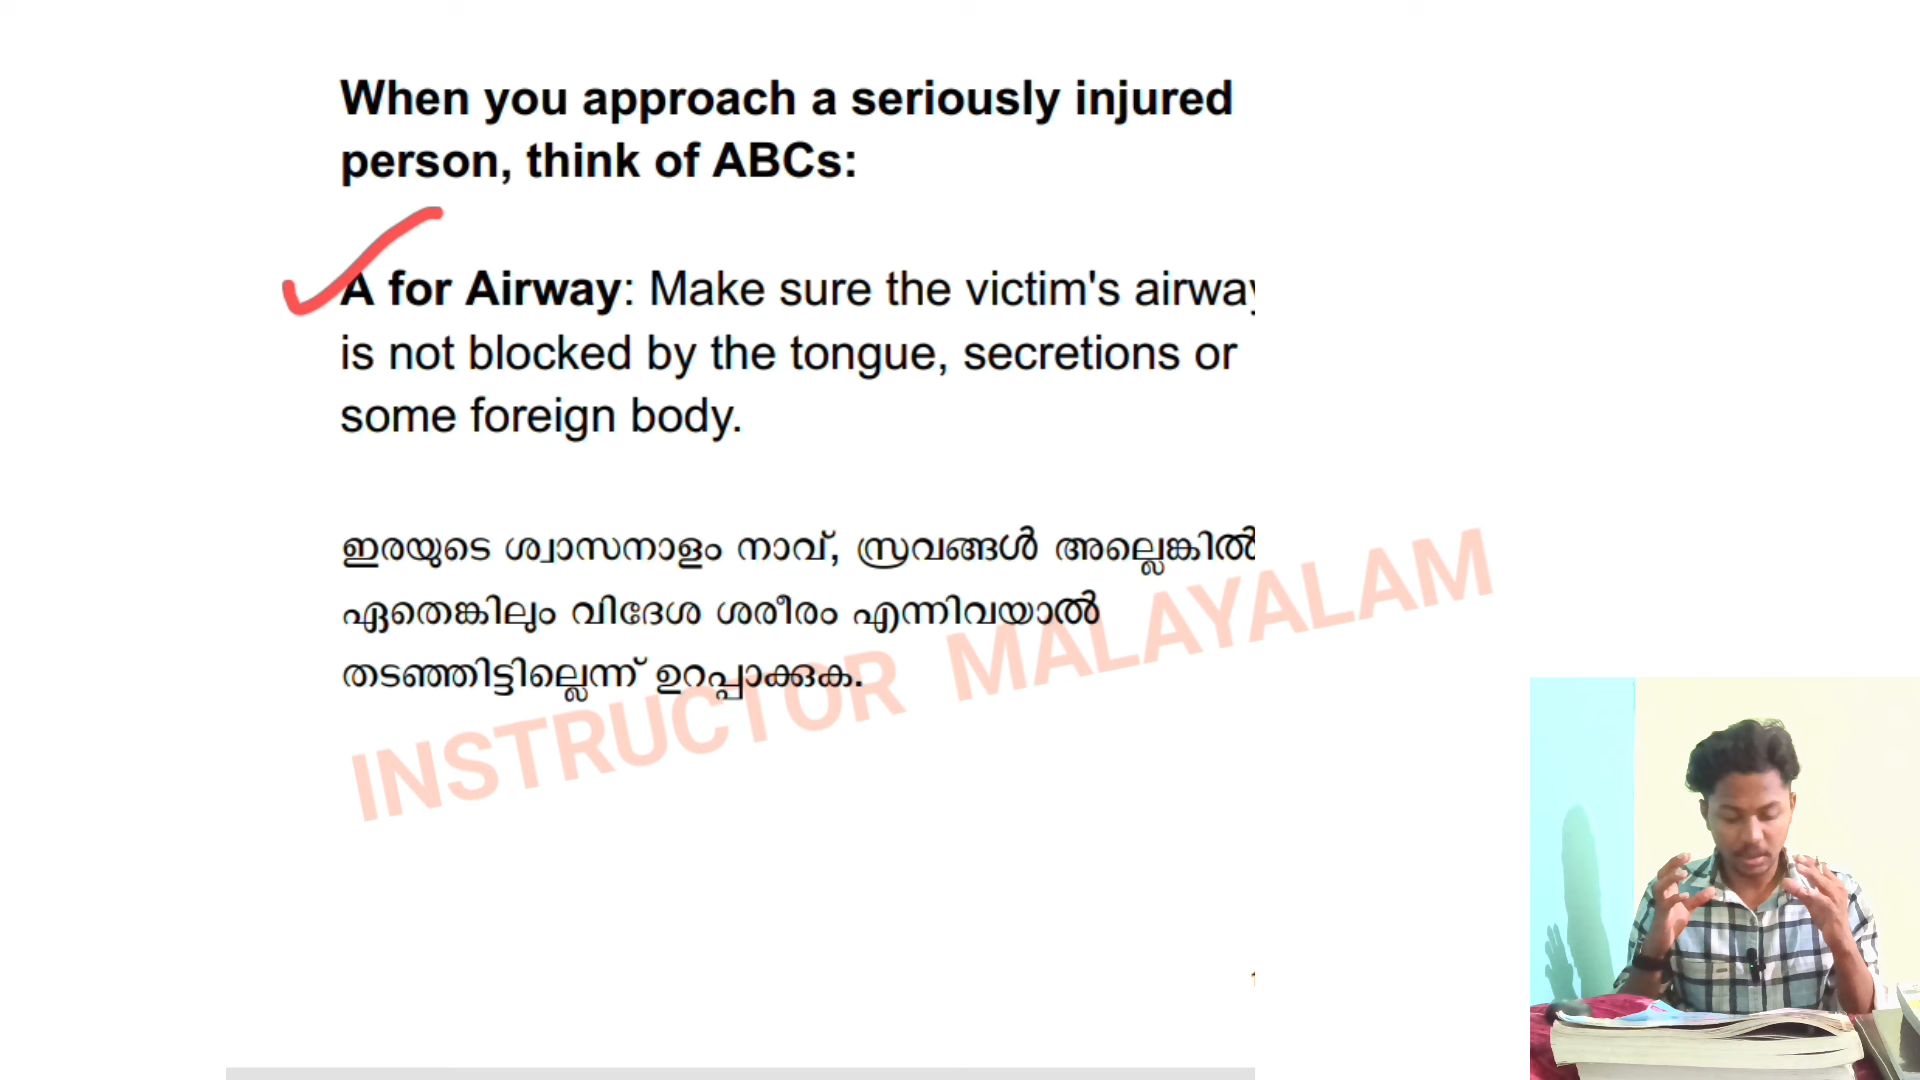 When you approach a seriously injured
person, think of ABCs:
A for Airway: Make sure the victim's airway
is not blocked by the tongue, secretions or
some foreign body.
ഇരയുടെ ശ്വാസനാളം നാവ്, സ്രവങ്ങൾ അല്ലെങ്കിൽ
ഏതെങ്കിലും വിദേശ ശരീരം എന്നിവയാൽ
തടഞ്ഞിട്ടില്ലെന്ന് ഉറപ്പാക്കുക.
INSTRUCTOR MALAYALAM